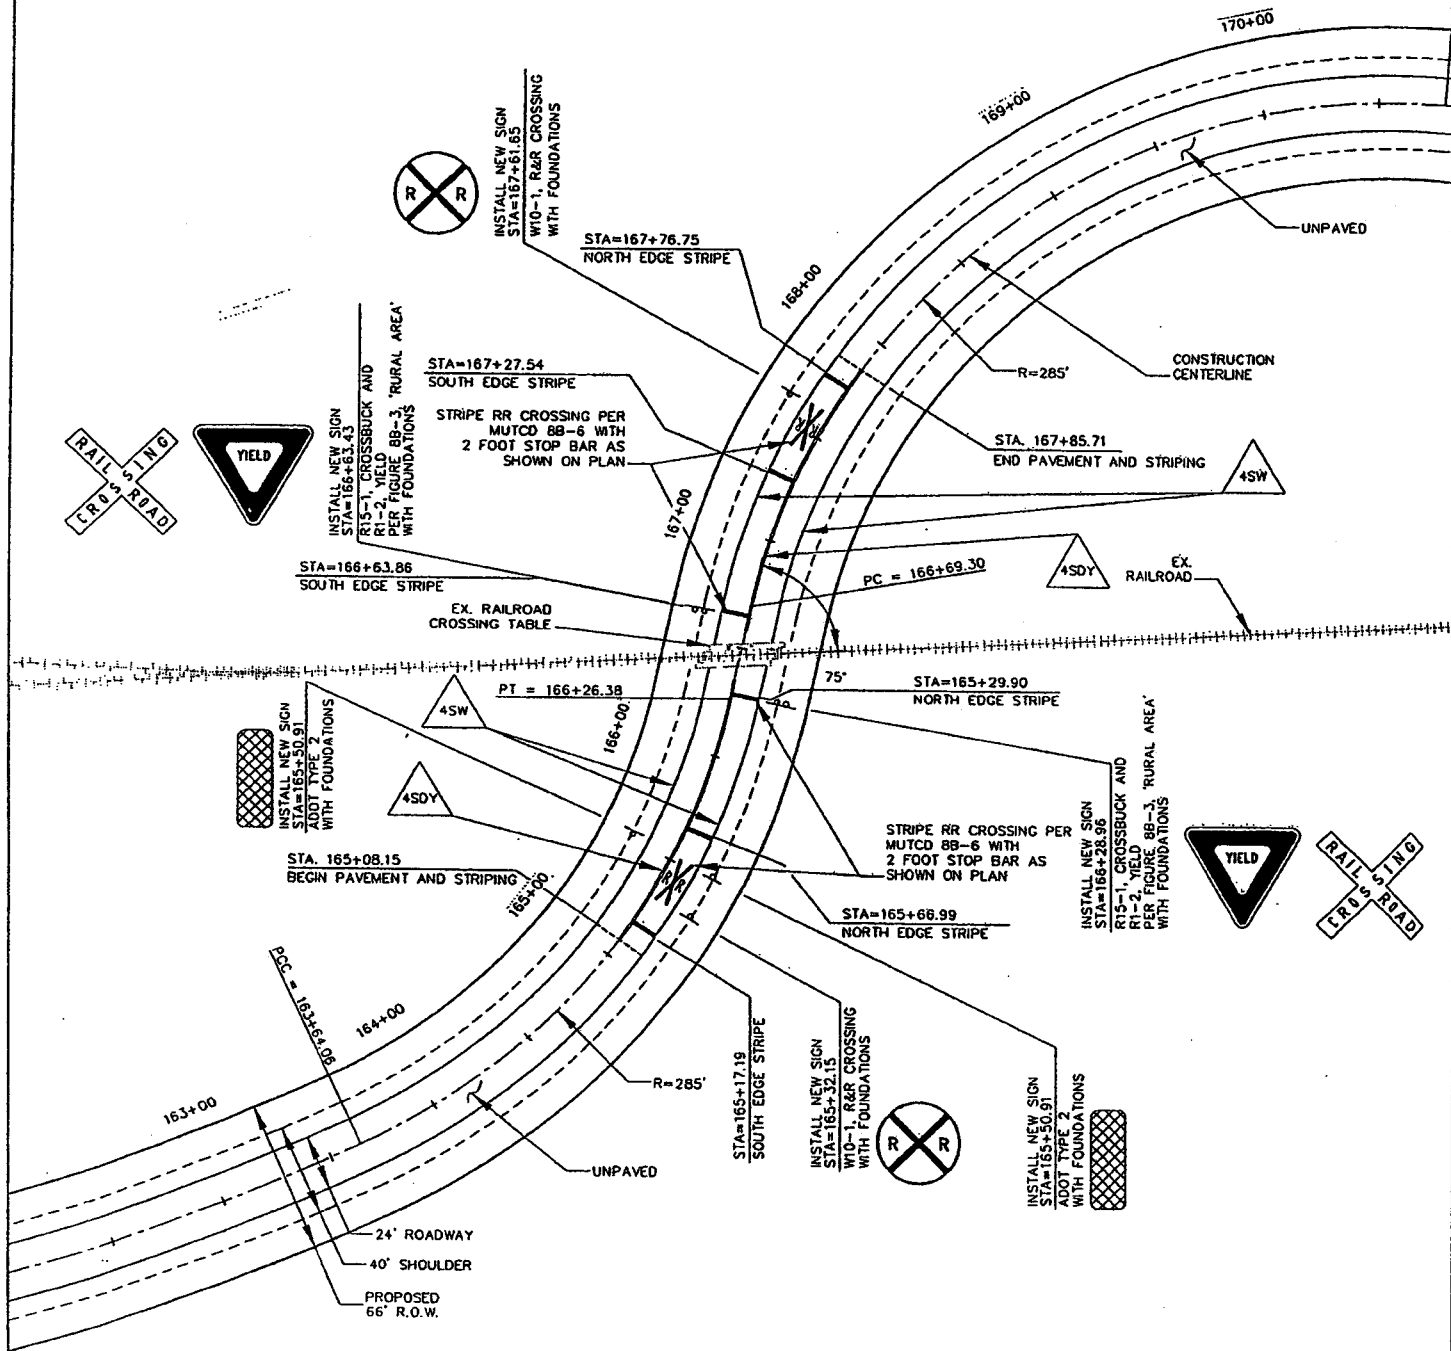 170+00
169+00
INSTALL NEW SIGN
STA=167+61.65
W10-1, R&R CROSSING
WITH FOUNDATIONS
R R
UNPAVED
STA=167+76.75
NORTH EDGE STRIPE
168+00
INSTALL NEW SIGN
STA=166+63.43
R15-1, CROSSBUCK AND
R1-2, YIELD
PER FIGURE 8B-3, 'RURAL AREA'
WITH FOUNDATIONS
STA=167+27.54
SOUTH EDGE STRIPE
CONSTRUCTION
CENTERLINE
R=285'
STRIPE RR CROSSING PER
MUTCD 8B-6 WITH
2 FOOT STOP BAR AS
SHOWN ON PLAN
R R
RAILROAD
CROSSING
YIELD
STA. 167+85.71
END PAVEMENT AND STRIPING
4SW
167+00
STA=166+63.86
SOUTH EDGE STRIPE
PC = 166+69.30
4SDY
EX.
RAILROAD
EX. RAILROAD
CROSSING TABLE
75°
PT = 166+26.38
STA=165+29.90
NORTH EDGE STRIPE
4SW
166+00
INSTALL NEW SIGN
STA=165+50.91
ADOT TYPE 2
WITH FOUNDATIONS
4SDY
INSTALL NEW SIGN
STA=166+28.96
R15-1, CROSSBUCK AND
R1-2, YIELD
PER FIGURE 8B-3, 'RURAL AREA'
WITH FOUNDATIONS
STRIPE RR CROSSING PER
MUTCD 8B-6 WITH
2 FOOT STOP BAR AS
SHOWN ON PLAN
YIELD
RAILROAD
CROSSING
STA. 165+08.15
BEGIN PAVEMENT AND STRIPING
R R
165+00
STA=165+66.99
NORTH EDGE STRIPE
PCC = 163+64.06
164+00
STA=165+17.19
SOUTH EDGE STRIPE
INSTALL NEW SIGN
STA=165+32.15
W10-1, R&R CROSSING
WITH FOUNDATIONS
R R
INSTALL NEW SIGN
STA=165+50.91
ADOT TYPE 2
WITH FOUNDATIONS
R=285'
163+00
UNPAVED
24' ROADWAY
40' SHOULDER
PROPOSED
66' R.O.W.